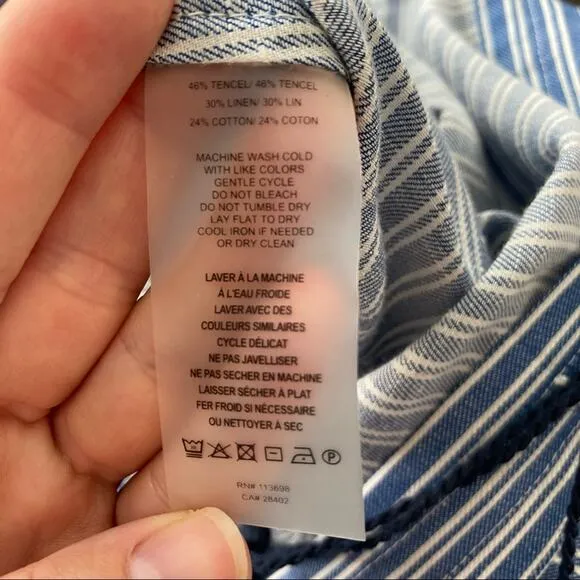 46% TENCEL/ 46% TENCEL
30% LINEN/ 30% LIN
24% COTTON/ 24% COTON
MACHINE WASH COLD
WITH LIKE COLORS
GENTLE CYCLE
DO NOT BLEACH
DO NOT TUMBLE DRY
LAY FLAT TO DRY
COOL IRON IF NEEDED
OR DRY CLEAN
LAVER À LA MACHINE
À L'EAU FROIDE
LAVER AVEC DES
COULEURS SIMILAIRES
CYCLE DÉLICAT
NE PAS JAVELLISER
NE PAS SECHER EN MACHINE
LAISSER SÉCHER À PLAT
FER FROID SI NÉCESSAIRE
OU NETTOYER À SEC
P
RN# 113698
CA# 28402